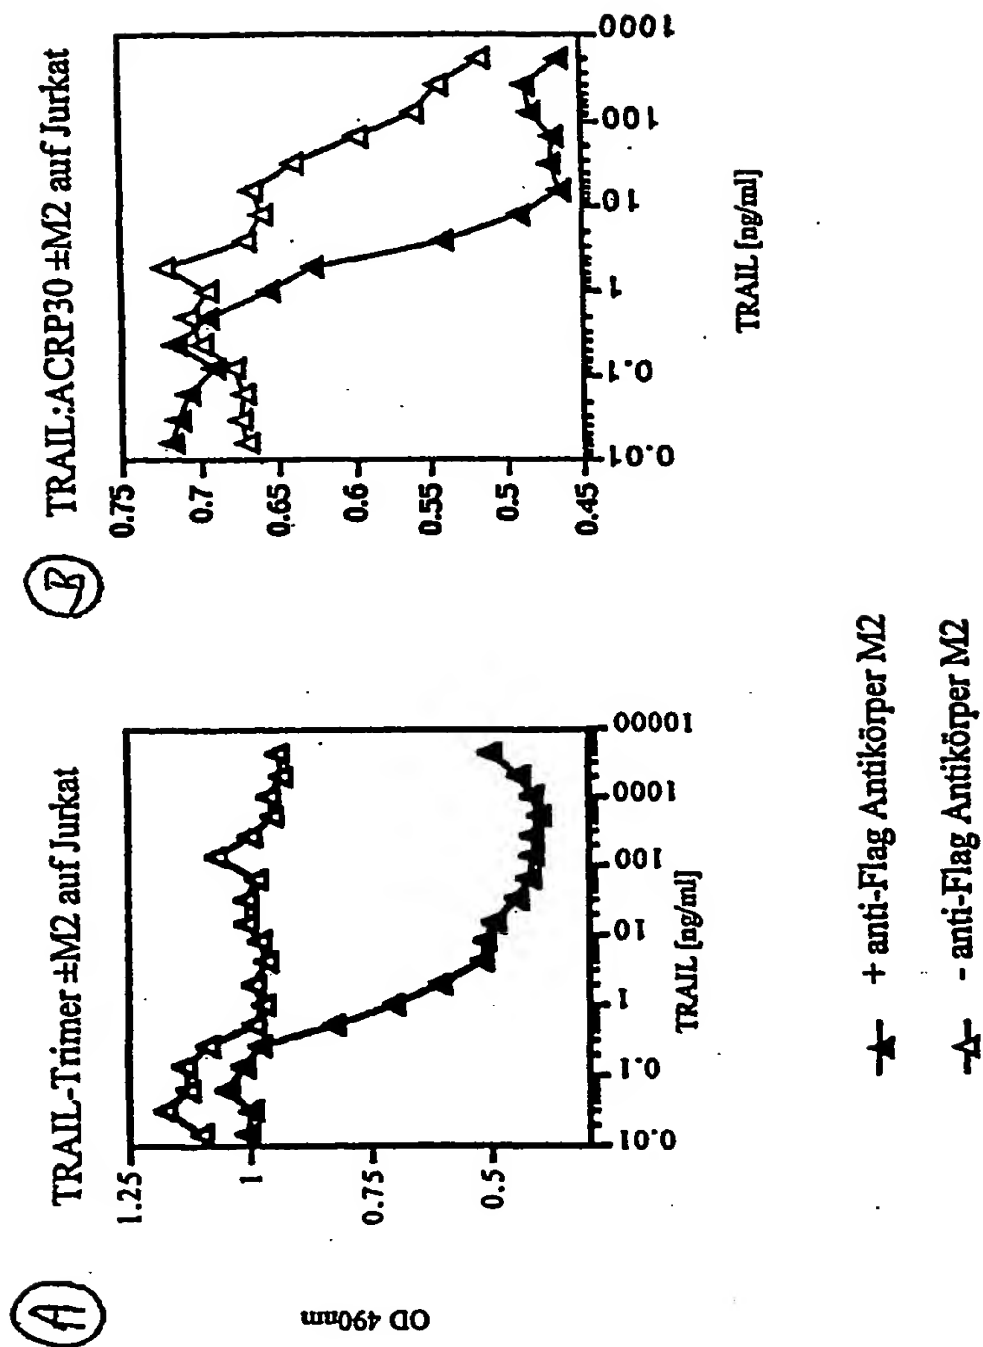 A
TRAIL-Trimer ±M2 auf Jurkat
1.25
1
0.75
0.5
OD 490nm
0.01
0.1
1
10
100
1000
10000
TRAIL [ng/ml]
B
TRAIL:ACRP30 ±M2 auf Jurkat
0.75
0.7
0.65
0.6
0.55
0.5
0.45
0.01
0.1
1
10
100
1000
TRAIL [ng/ml]
+ anti-Flag Antikörper M2
- anti-Flag Antikörper M2